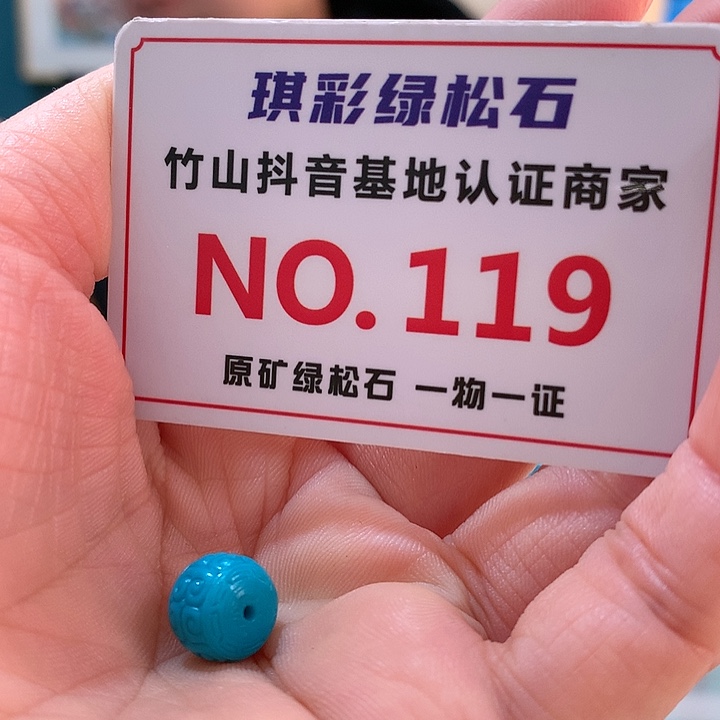 琪彩绿松石
竹山抖音基地认证商家
NO.119
原矿绿松石 一物一证